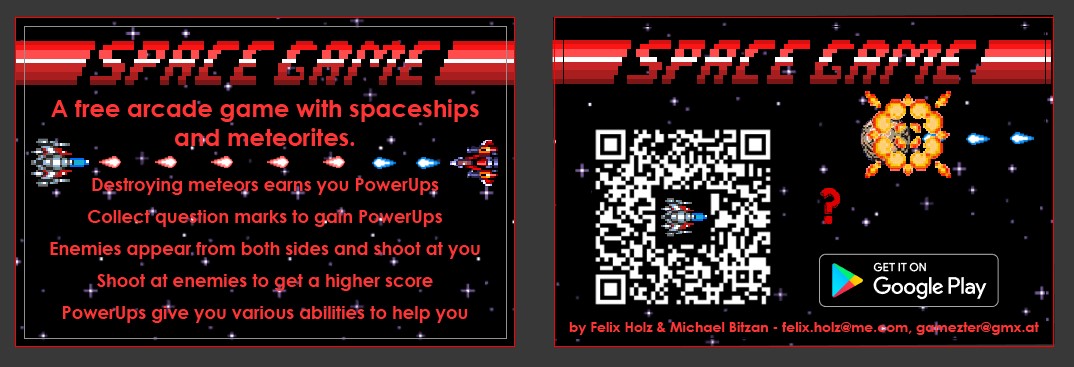 SPACE GAME
A free arcade game with spaceships
and meteorites.
Destroying meteors earns you PowerUps
Collect question marks to gain PowerUps
Enemies appear from both sides and shoot at you
Shoot at enemies to get a higher score
PowerUps give you various abilities to help you
SPACE GAME
?
GET IT ON
Google Play
by Felix Holz & Michael Bitzan - felix.holz@me.com, gamezter@gmx.at